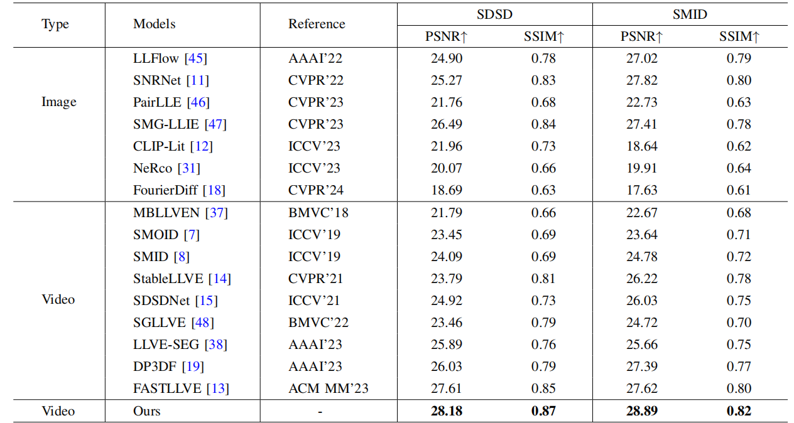 Type Models Reference SDSD SMID
PSNR↑ SSIM↑ PSNR↑ SSIM↑
Image
LLFlow [45] AAAI'22 24.90 0.78 27.02 0.79
SNRNet [11] CVPR'22 25.27 0.83 27.82 0.80
PairLLE [46] CVPR'23 21.76 0.68 22.73 0.63
SMG-LLIE [47] CVPR'23 26.49 0.84 27.41 0.78
CLIP-Lit [12] ICCV'23 21.96 0.73 18.64 0.62
NeRco [31] ICCV'23 20.07 0.66 19.91 0.64
FourierDiff [18] CVPR'24 18.69 0.63 17.63 0.61
Video
MBLLVEN [37] BMVC'18 21.79 0.66 22.67 0.68
SMOID [7] ICCV'19 23.45 0.69 23.64 0.71
SMID [8] ICCV'19 24.09 0.69 24.78 0.72
StableLLVE [14] CVPR'21 23.79 0.81 26.22 0.78
SDSDNet [15] ICCV'21 24.92 0.73 26.03 0.75
SGLLVE [48] BMVC'22 23.46 0.79 24.72 0.70
LLVE-SEG [38] AAAI'23 25.89 0.76 25.66 0.75
DP3DF [19] AAAI'23 26.03 0.79 27.39 0.77
FASTLLVE [13] ACM MM'23 27.61 0.85 27.62 0.80
Video Ours - 28.18 0.87 28.89 0.82